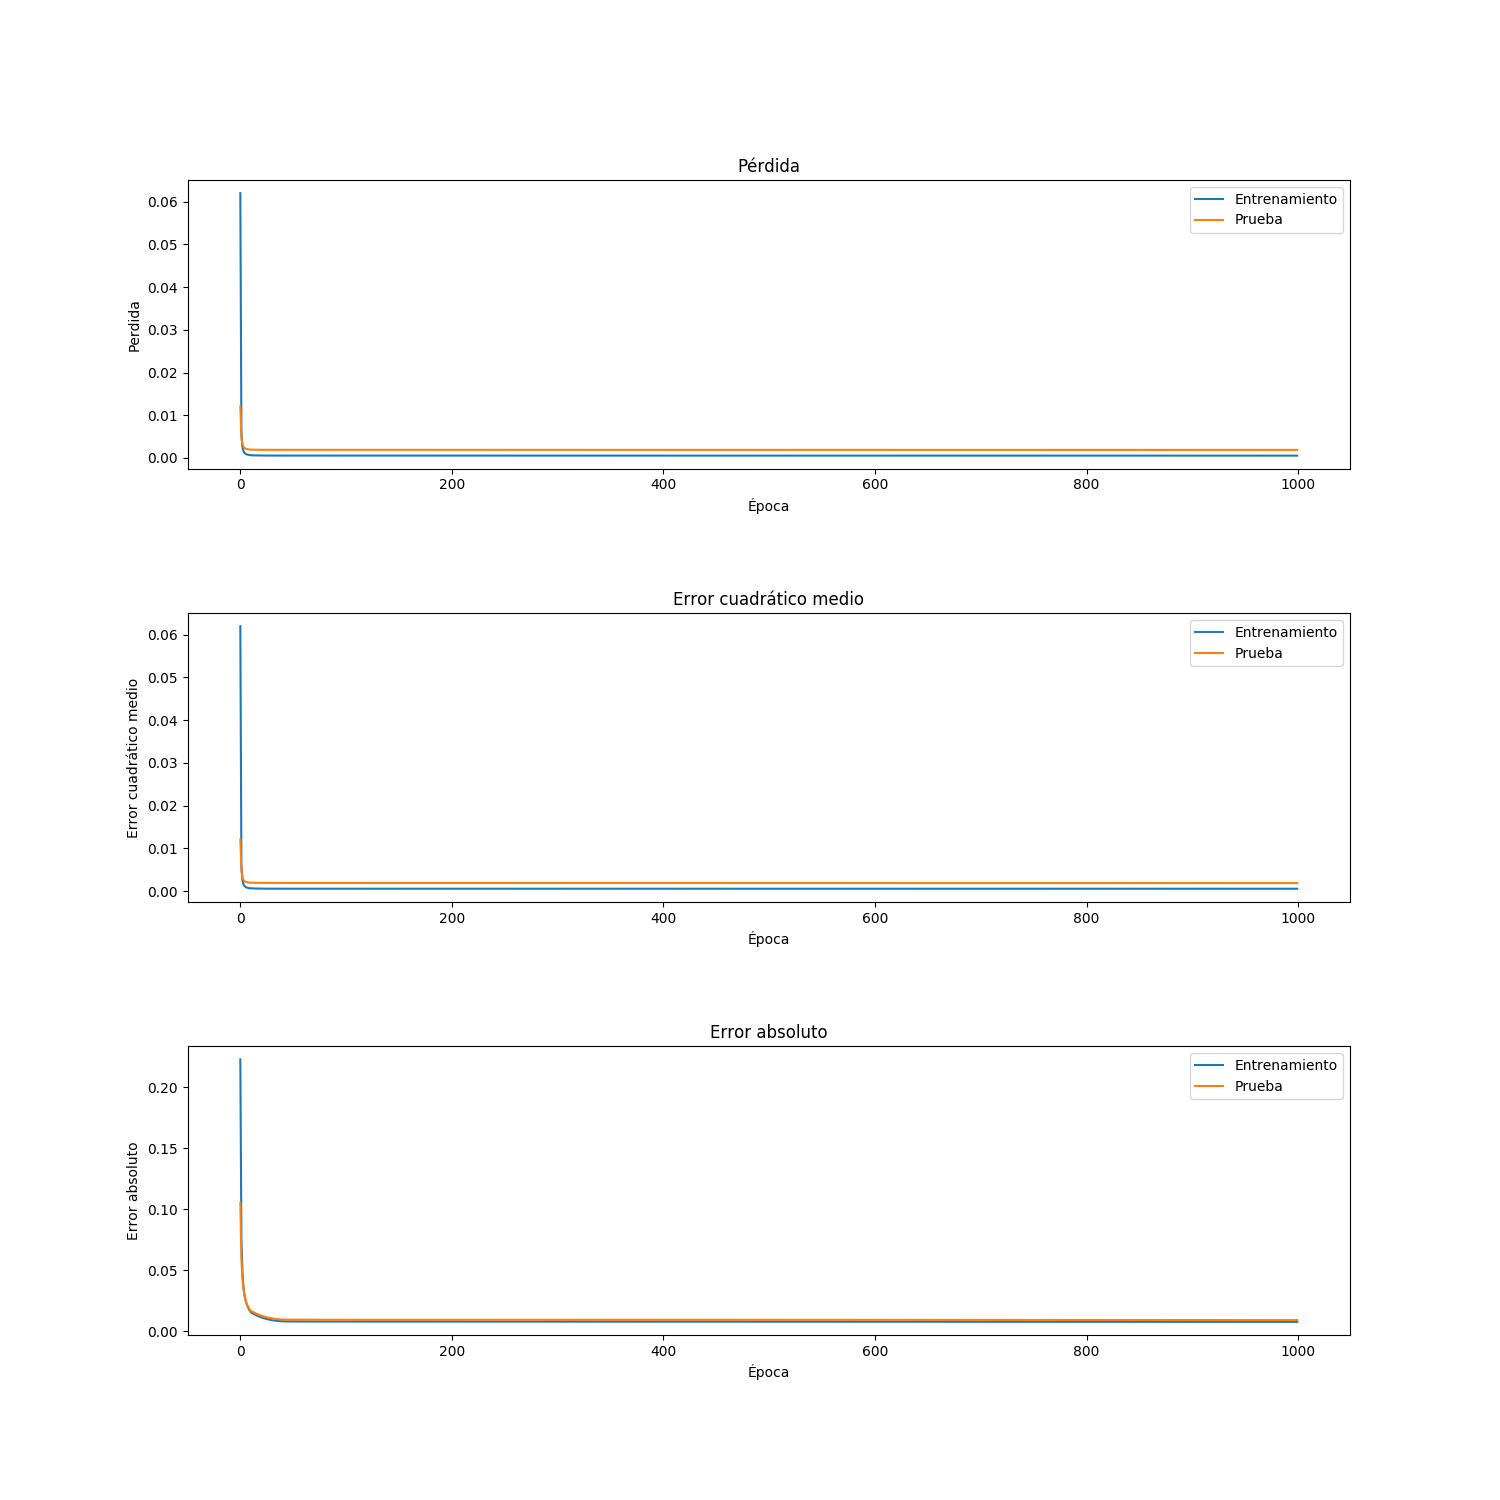 Pérdida
Entrenamiento
Prueba
0.06
0.05
0.04
0.03
0.02
0.01
0.00
Perdida
0 200 400 600 800 1000
Época
Error cuadrático medio
Entrenamiento
Prueba
0.06
0.05
0.04
0.03
0.02
0.01
0.00
Error cuadrático medio
0 200 400 600 800 1000
Época
Error absoluto
Entrenamiento
Prueba
0.20
0.15
0.10
0.05
0.00
Error absoluto
0 200 400 600 800 1000
Época